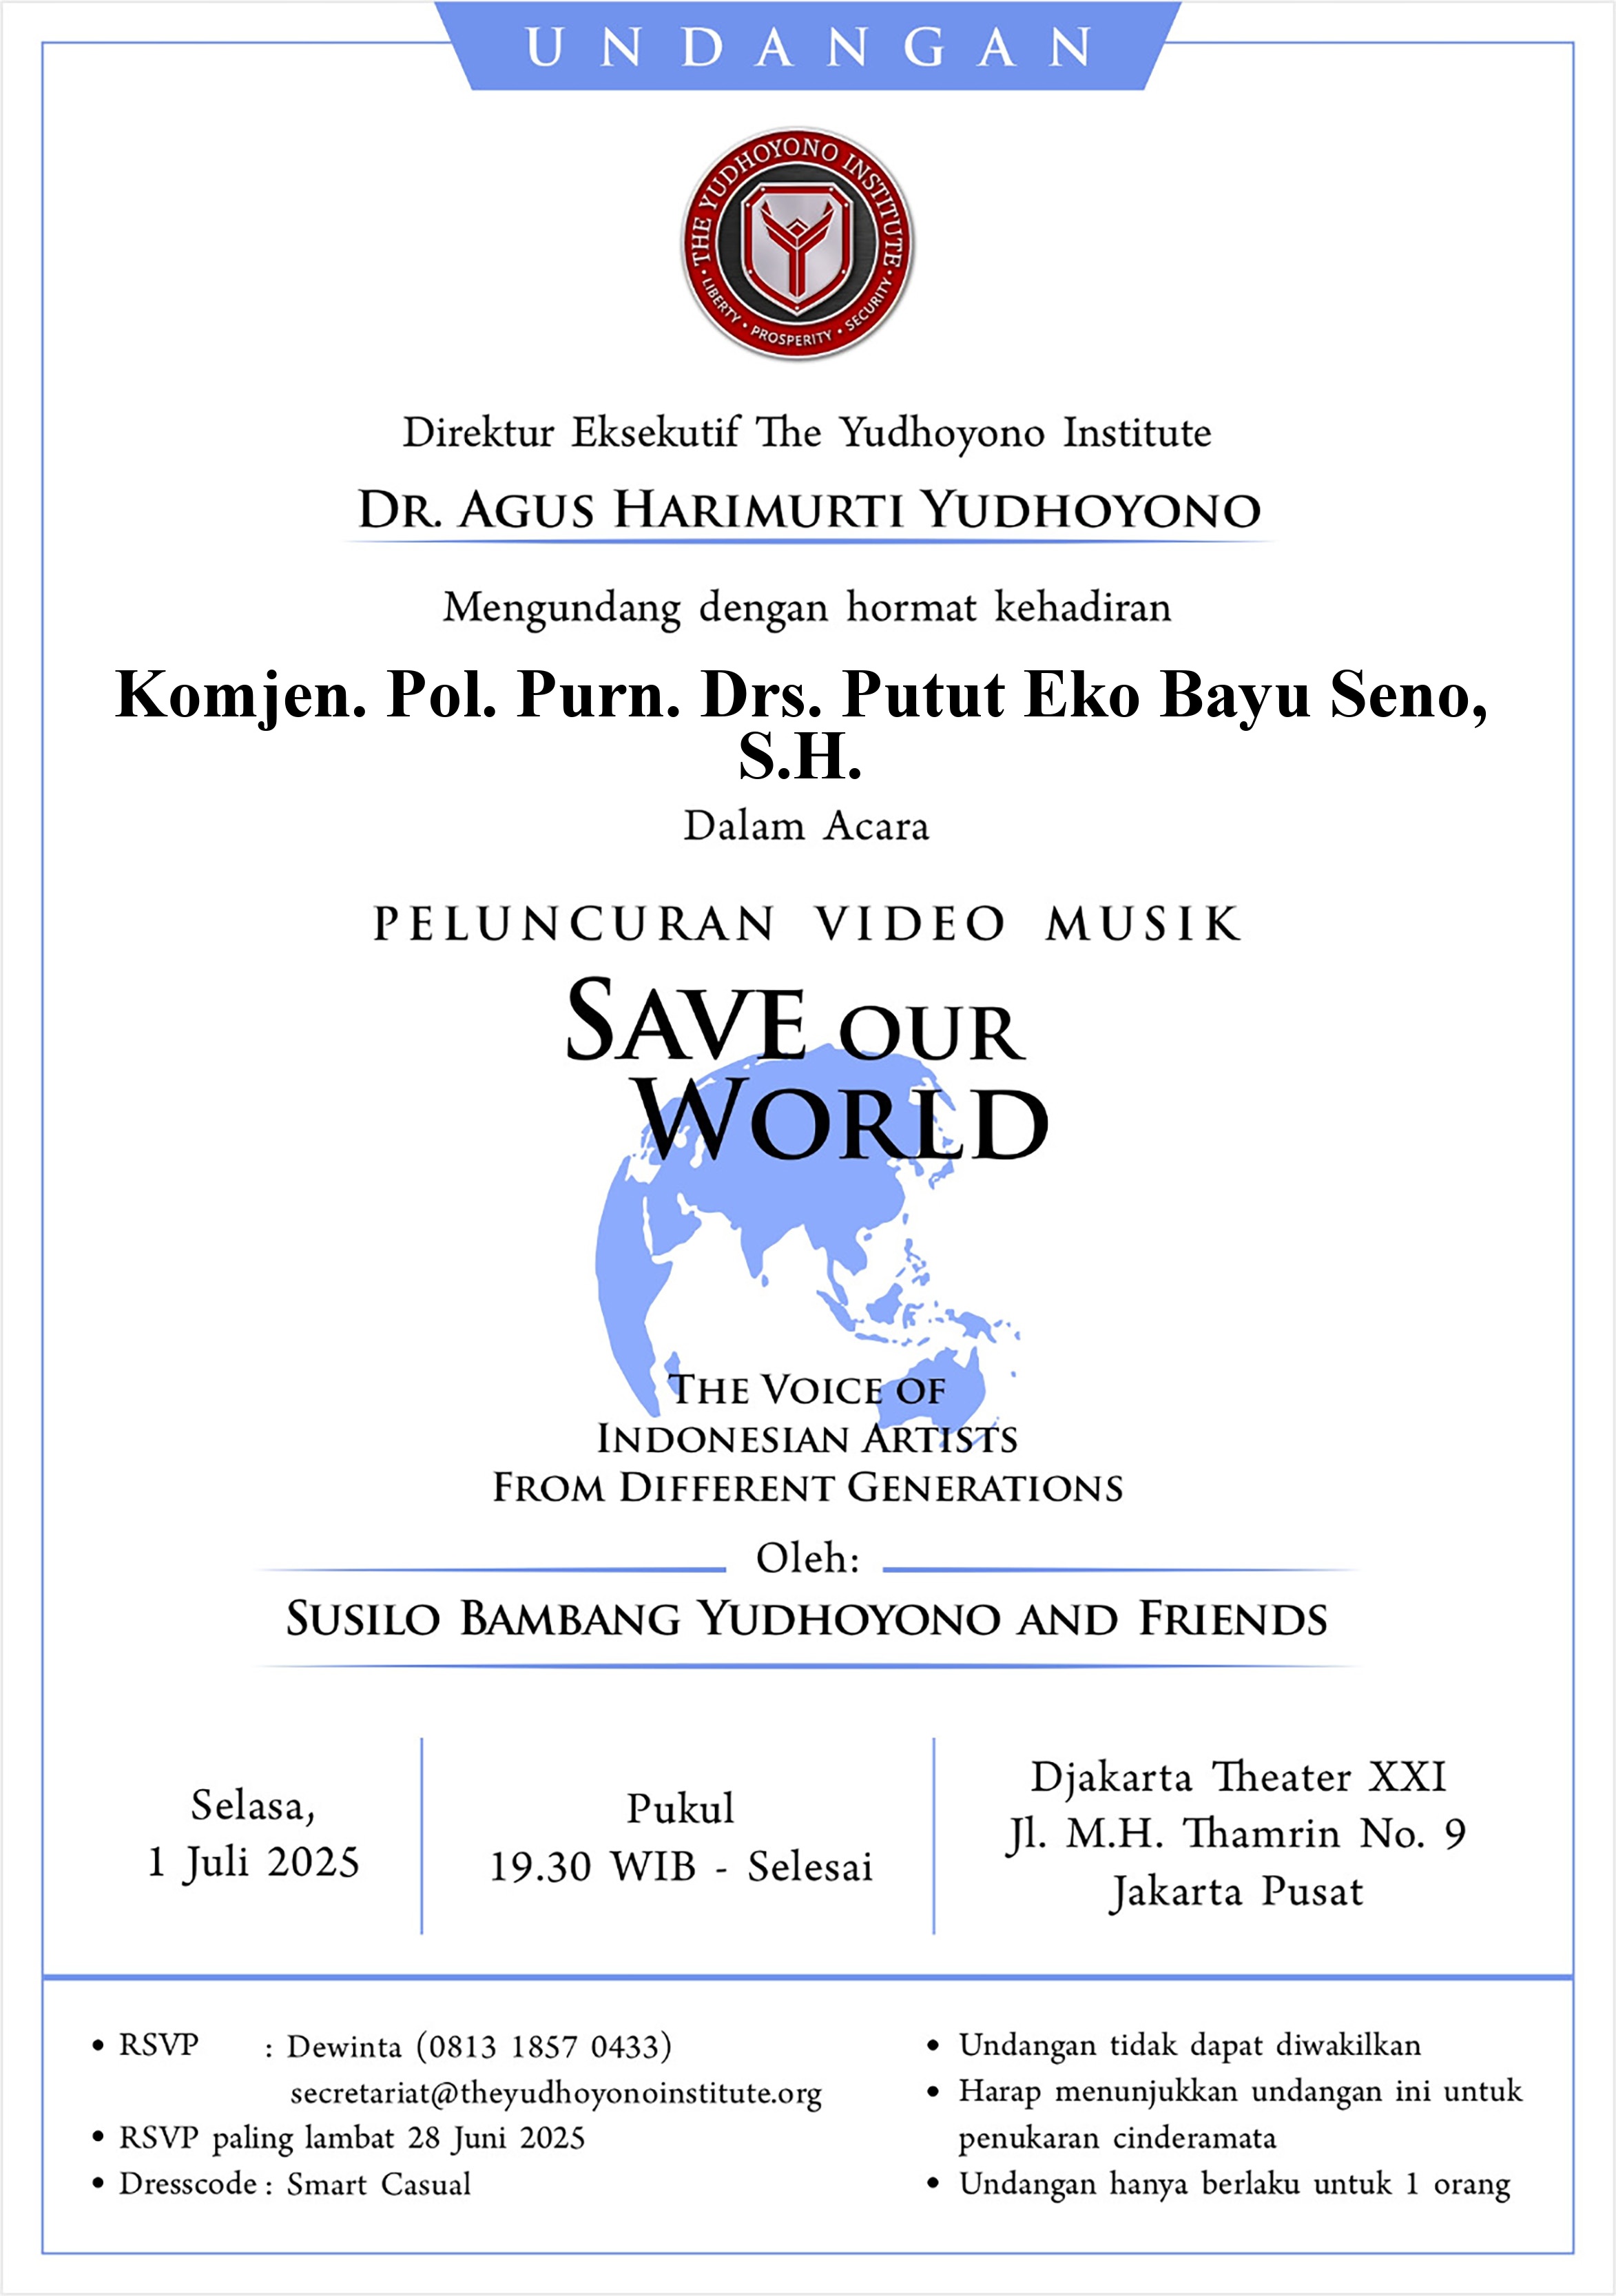 UNDANGAN
THE YUDHOYONO INSTITUTE
LIBERTY • PROSPERITY • SECURITY
Direktur Eksekutif The Yudhoyono Institute
DR. AGUS HARIMURTI YUDHOYONO
Mengundang dengan hormat kehadiran
Komjen. Pol. Purn. Drs. Putut Eko Bayu Seno,
S.H.
Dalam Acara
PELUNCURAN VIDEO MUSIK
SAVE OUR
WORLD
THE VOICE OF
INDONESIAN ARTISTS
FROM DIFFERENT GENERATIONS
Oleh:
SUSILO BAMBANG YUDHOYONO AND FRIENDS
Selasa,
1 Juli 2025
Pukul
19.30 WIB - Selesai
Djakarta Theater XXI
Jl. M.H. Thamrin No. 9
Jakarta Pusat
• RSVP : Dewinta (0813 1857 0433)
secretariat@theyudhoyonoinstitute.org
• RSVP paling lambat 28 Juni 2025
• Dresscode : Smart Casual
• Undangan tidak dapat diwakilkan
• Harap menunjukkan undangan ini untuk
penukaran cinderamata
• Undangan hanya berlaku untuk 1 orang